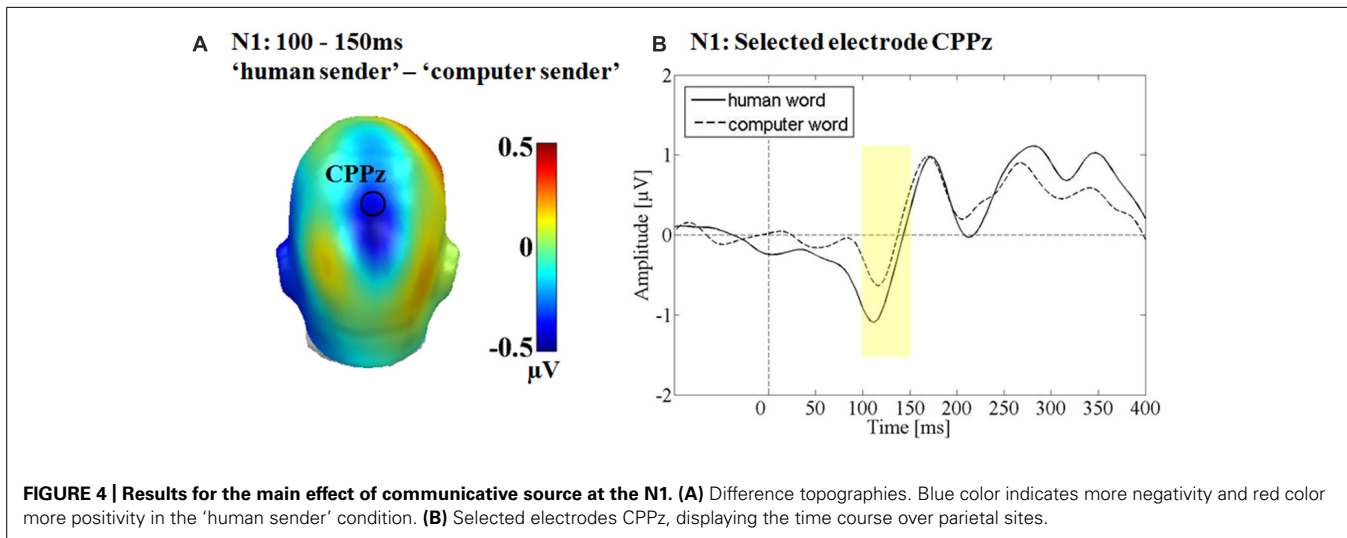 A N1: 100 - 150ms
‘human sender’ – ‘computer sender’
CPPz
0.5
0
-0.5
µV
B N1: Selected electrode CPPz
2
1
0
-1
-2
Amplitude [µV]
human word
computer word
0 50 100 150 200 250 300 350 400
Time [ms]
FIGURE 4 | Results for the main effect of communicative source at the N1. (A) Difference topographies. Blue color indicates more negativity and red color
more positivity in the ‘human sender’ condition. (B) Selected electrodes CPPz, displaying the time course over parietal sites.